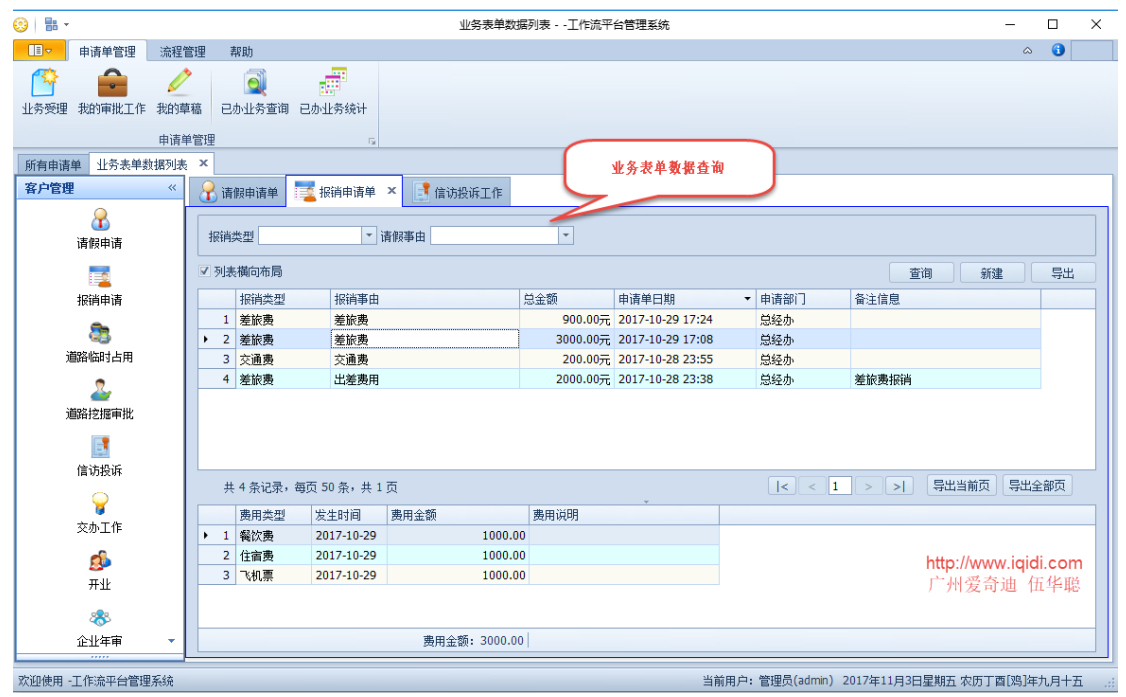 业务表单数据列表 - -工作流平台管理系统
申请单管理 流程管理 帮助
业务受理 我的审批工作 我的草稿 已办业务查询 已办业务统计
申请单管理
所有申请单 业务表单数据列表
业务表单数据查询
客户管理
请假申请
报销申请
道路临时占用
道路挖掘审批
信访投诉
交办工作
开业
企业年审
请假申请单 报销申请单 信访投诉工作
报销类型 请假事由
列表横向布局 查询 新建 导出
报销类型 报销事由 总金额 申请单日期 申请部门 备注信息
1 差旅费 差旅费 900.00元 2017-10-29 17:24 总经办
2 差旅费 差旅费 3000.00元 2017-10-29 17:08 总经办
3 交通费 交通费 200.00元 2017-10-28 23:55 总经办
4 差旅费 出差费用 2000.00元 2017-10-28 23:38 总经办 差旅费报销
共 4 条记录，每页 50 条，共 1 页 |< < 1 > >| 导出当前页 导出全部页
费用类型 发生时间 费用金额 费用说明
1 餐饮费 2017-10-29 1000.00
2 住宿费 2017-10-29 1000.00
3 飞机票 2017-10-29 1000.00
http://www.iqidi.com
广州爱奇迪 伍华聪
费用金额: 3000.00
欢迎使用 -工作流平台管理系统 当前用户: 管理员(admin) 2017年11月3日星期五 农历丁酉[鸡]年九月十五